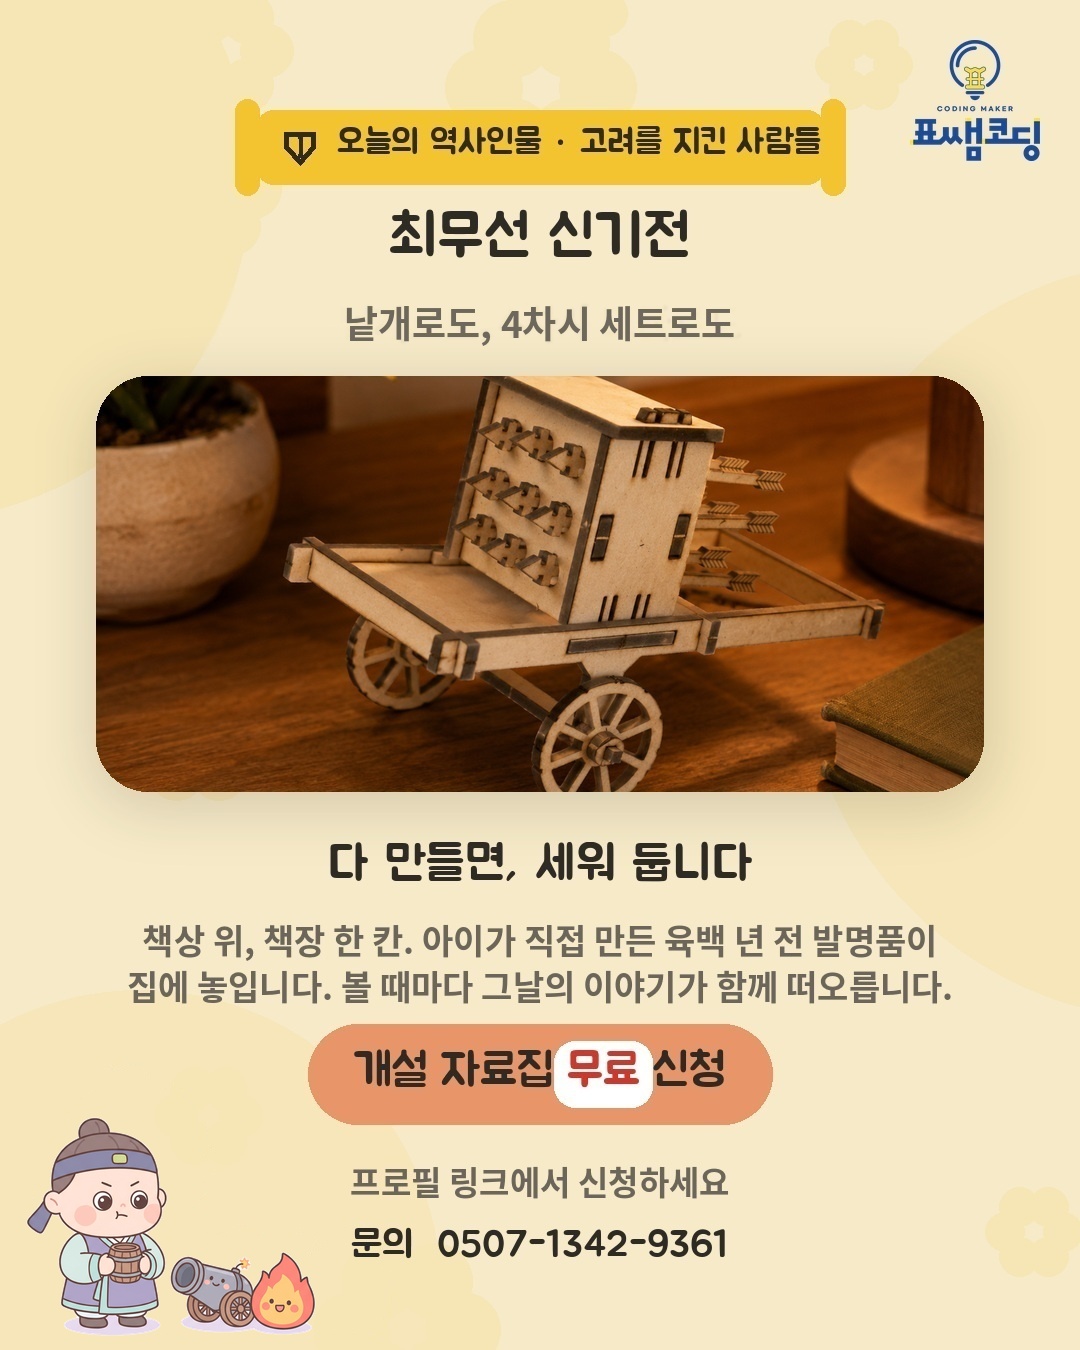 표
CODING MAKER
표쌤코딩
오늘의 역사인물 · 고려를 지킨 사람들
최무선 신기전
낱개로도, 4차시 세트로도
다 만들면, 세워 둡니다
책상 위, 책장 한 칸. 아이가 직접 만든 육백 년 전 발명품이
집에 놓입니다. 볼 때마다 그날의 이야기가 함께 떠오릅니다.
개설 자료집 무료 신청
프로필 링크에서 신청하세요
문의 0507-1342-9361